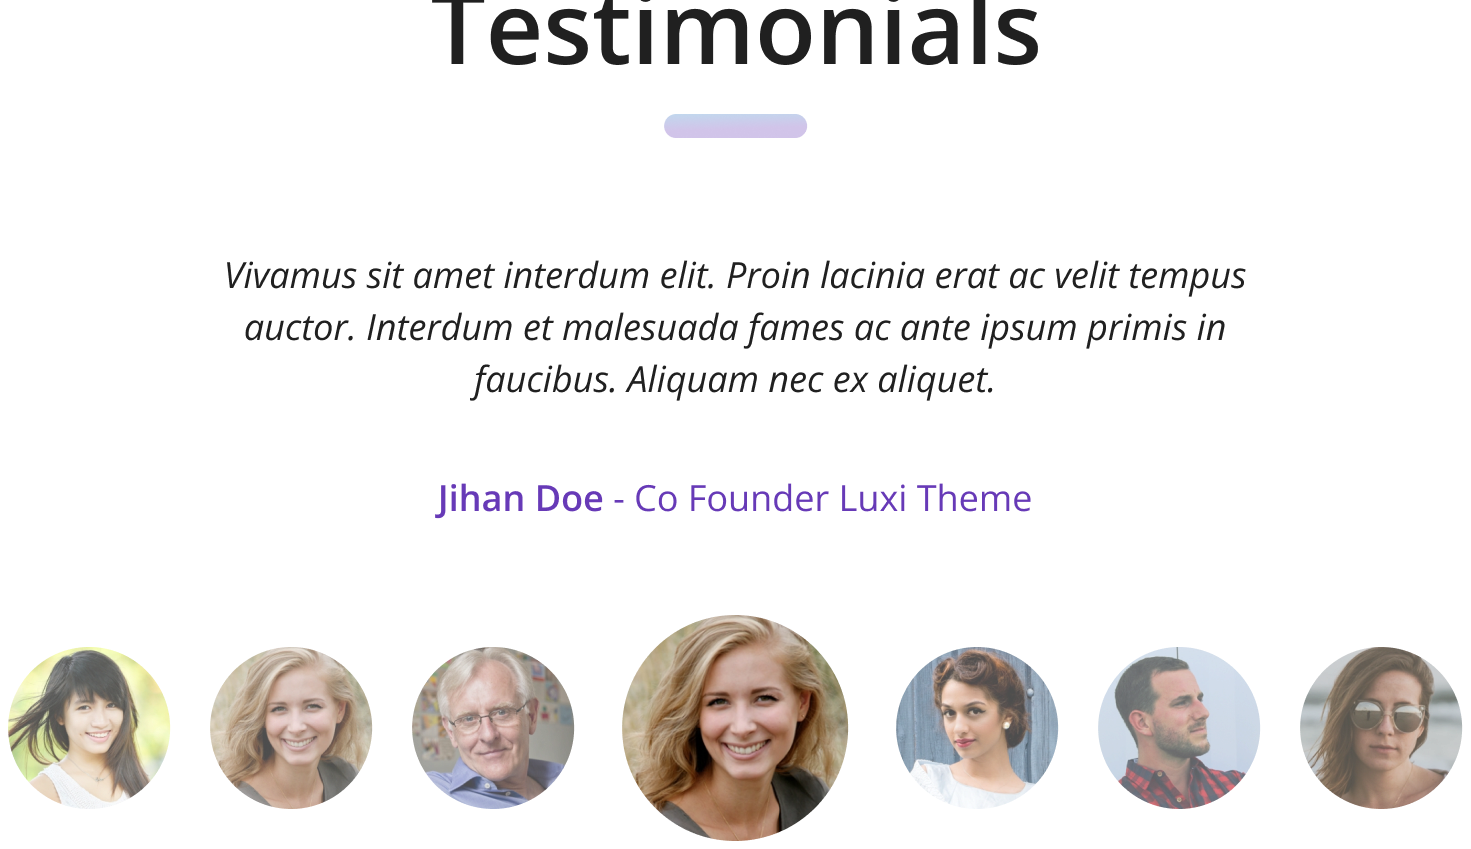 Testimonials
Vivamus sit amet interdum elit. Proin lacinia erat ac velit tempus
auctor. Interdum et malesuada fames ac ante ipsum primis in
faucibus. Aliquam nec ex aliquet.
Jihan Doe - Co Founder Luxi Theme